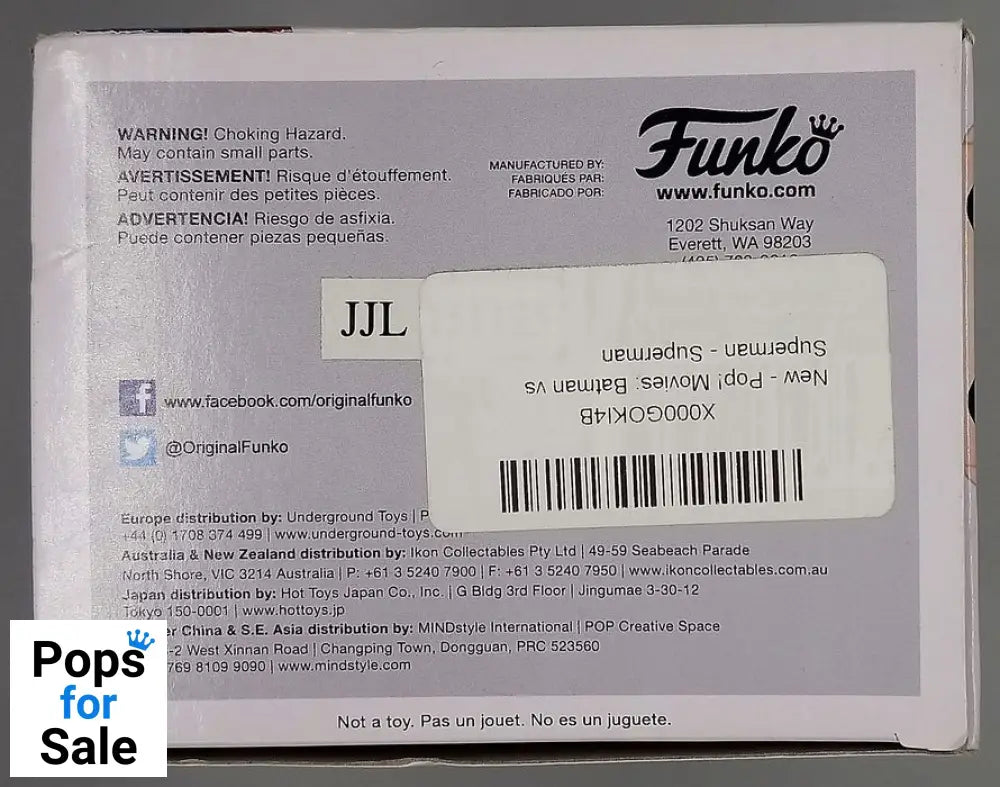 WARNING! Choking Hazard.
May contain small parts.
AVERTISSEMENT! Risque d'étouffement.
Peut contenir des petites pièces.
ADVERTENCIA! Riesgo de asfixia.
Puede contener piezas pequeñas.
MANUFACTURED BY:
FABRIQUÉS PAR:
FABRICADO POR:
Funko
www.funko.com
1202 Shuksan Way
Everett, WA 98203
JJL
X000GOKI4B
New - Pop! Movies: Batman vs
Superman - Superman
f www.facebook.com/originalfunko
@OriginalFunko
Europe distribution by: Underground Toys | P
+44 (0) 1708 374 499 | www.underground-toys.com
Australia & New Zealand distribution by: Ikon Collectables Pty Ltd | 49-59 Seabeach Parade
North Shore, VIC 3214 Australia | P: +61 3 5240 7900 | F: +61 3 5240 7950 | www.ikoncollectables.com.au
Japan distribution by: Hot Toys Japan Co., Inc. | G Bldg 3rd Floor | Jingumae 3-30-12
Tokyo 150-0001 | www.hottoys.jp
China & S.E. Asia distribution by: MINDstyle International | POP Creative Space
-2 West Xinnan Road | Changping Town, Dongguan, PRC 523560
769 8109 9090 | www.mindstyle.com
Not a toy. Pas un jouet. No es un juguete.
Pops
for
Sale